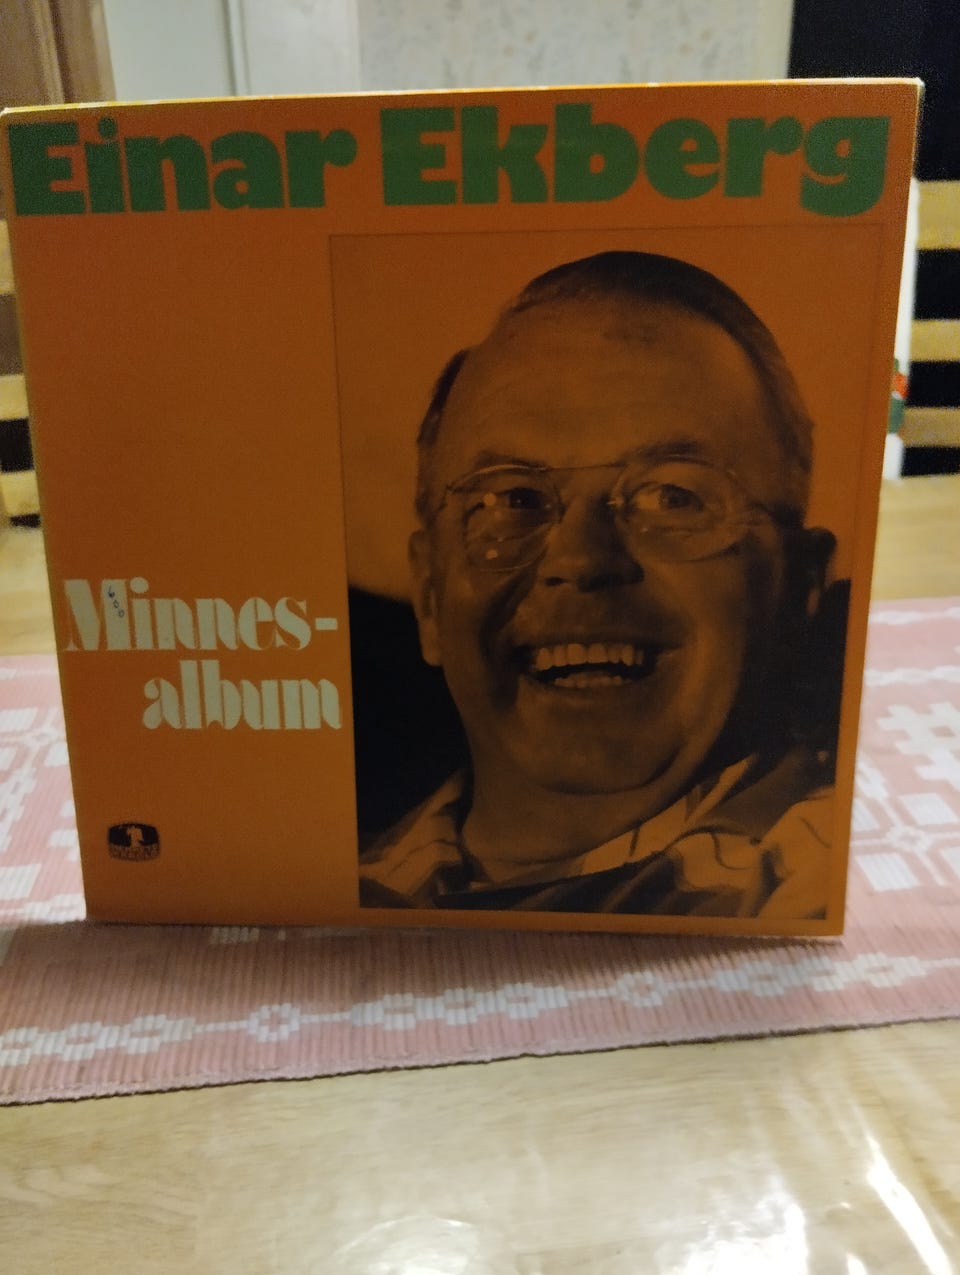 Einar Ekberg
Minnes-
album